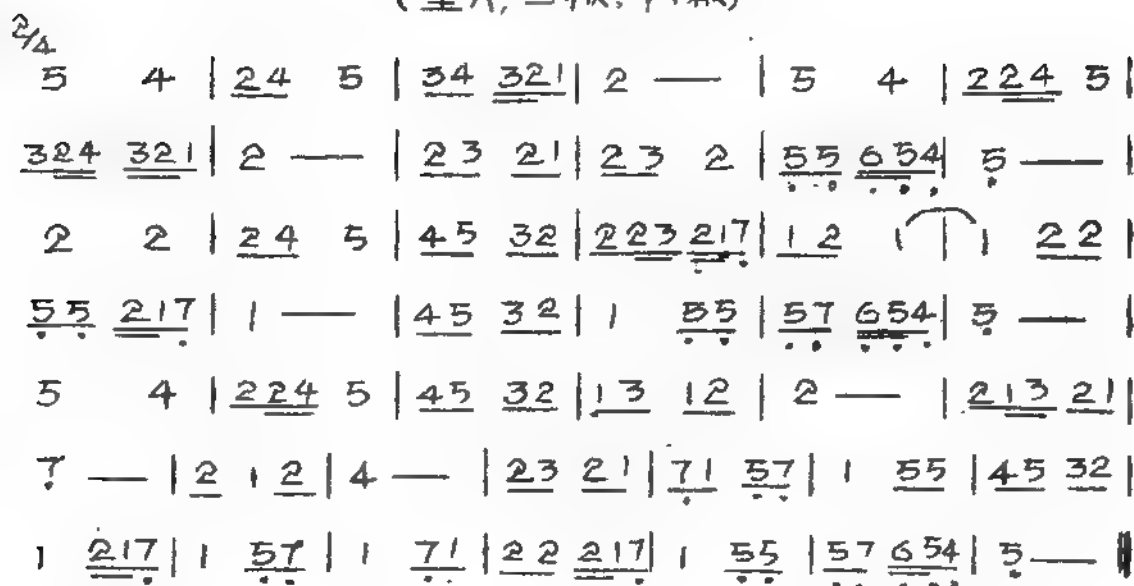 2/4
5 4 | 24 5 | 34 321 | 2 — | 5 4 | 224 5 |
324 321 | 2 — | 23 21 | 23 2 | 55 654 | 5 — |
2 2 | 24 5 | 45 32 | 223 217 | 12 1 | 1 22 |
55 217 | 1 — | 45 32 | 1 55 | 57 654 | 5 — |
5 4 | 224 5 | 45 32 | 13 12 | 2 — | 213 21 |
7 — | 2 1 2 | 4 — | 23 21 | 71 57 | 1 55 | 45 32 |
1 217 | 1 57 | 1 71 | 22 217 | 1 55 | 57 654 | 5 — ‖